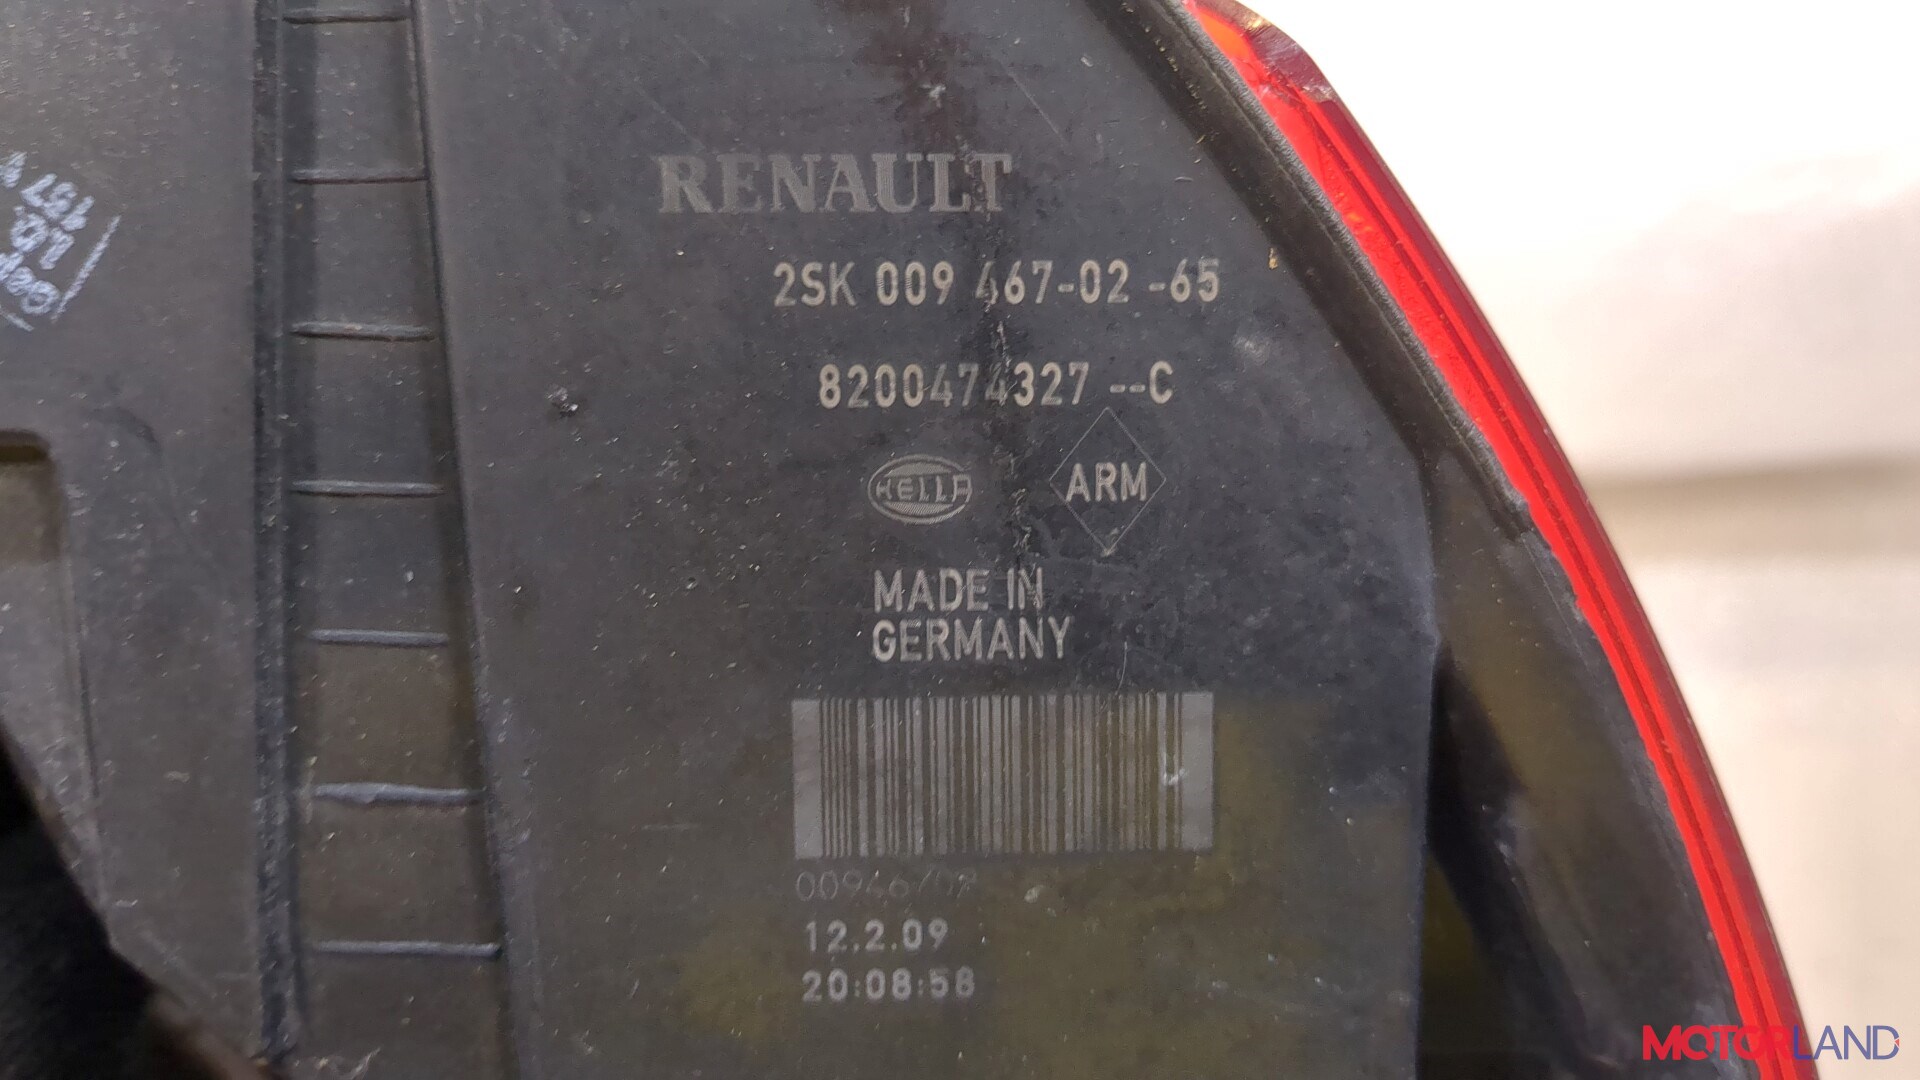 RENAULT
2SK 009 467-02 -65
8200474327 --C
HELLA
ARM
MADE IN
GERMANY
00946702
12.2.09
20:08:58
MOTORLAND